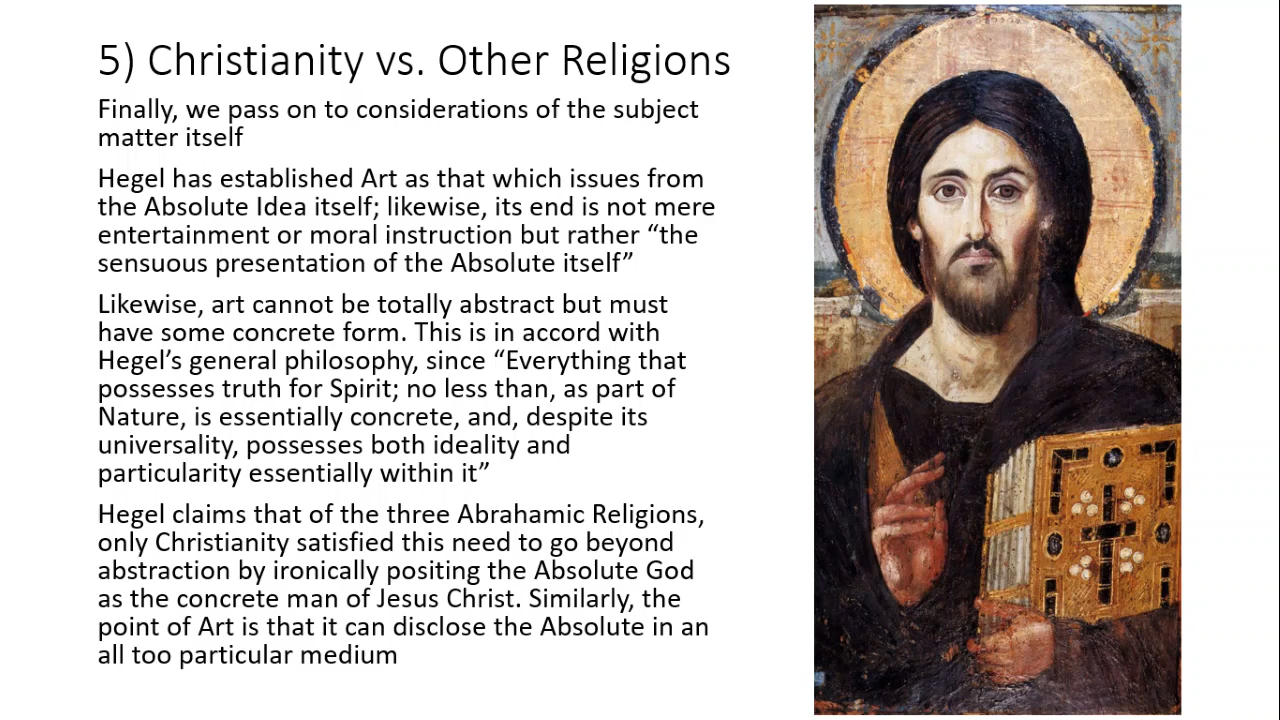 5) Christianity vs. Other Religions
Finally, we pass on to considerations of the subject
matter itself
Hegel has established Art as that which issues from
the Absolute Idea itself; likewise, its end is not mere
entertainment or moral instruction but rather “the
sensuous presentation of the Absolute itself”
Likewise, art cannot be totally abstract but must
have some concrete form. This is in accord with
Hegel’s general philosophy, since “Everything that
possesses truth for Spirit; no less than, as part of
Nature, is essentially concrete, and, despite its
universality, possesses both ideality and
particularity essentially within it”
Hegel claims that of the three Abrahamic Religions,
only Christianity satisfied this need to go beyond
abstraction by ironically positing the Absolute God
as the concrete man of Jesus Christ. Similarly, the
point of Art is that it can disclose the Absolute in an
all too particular medium